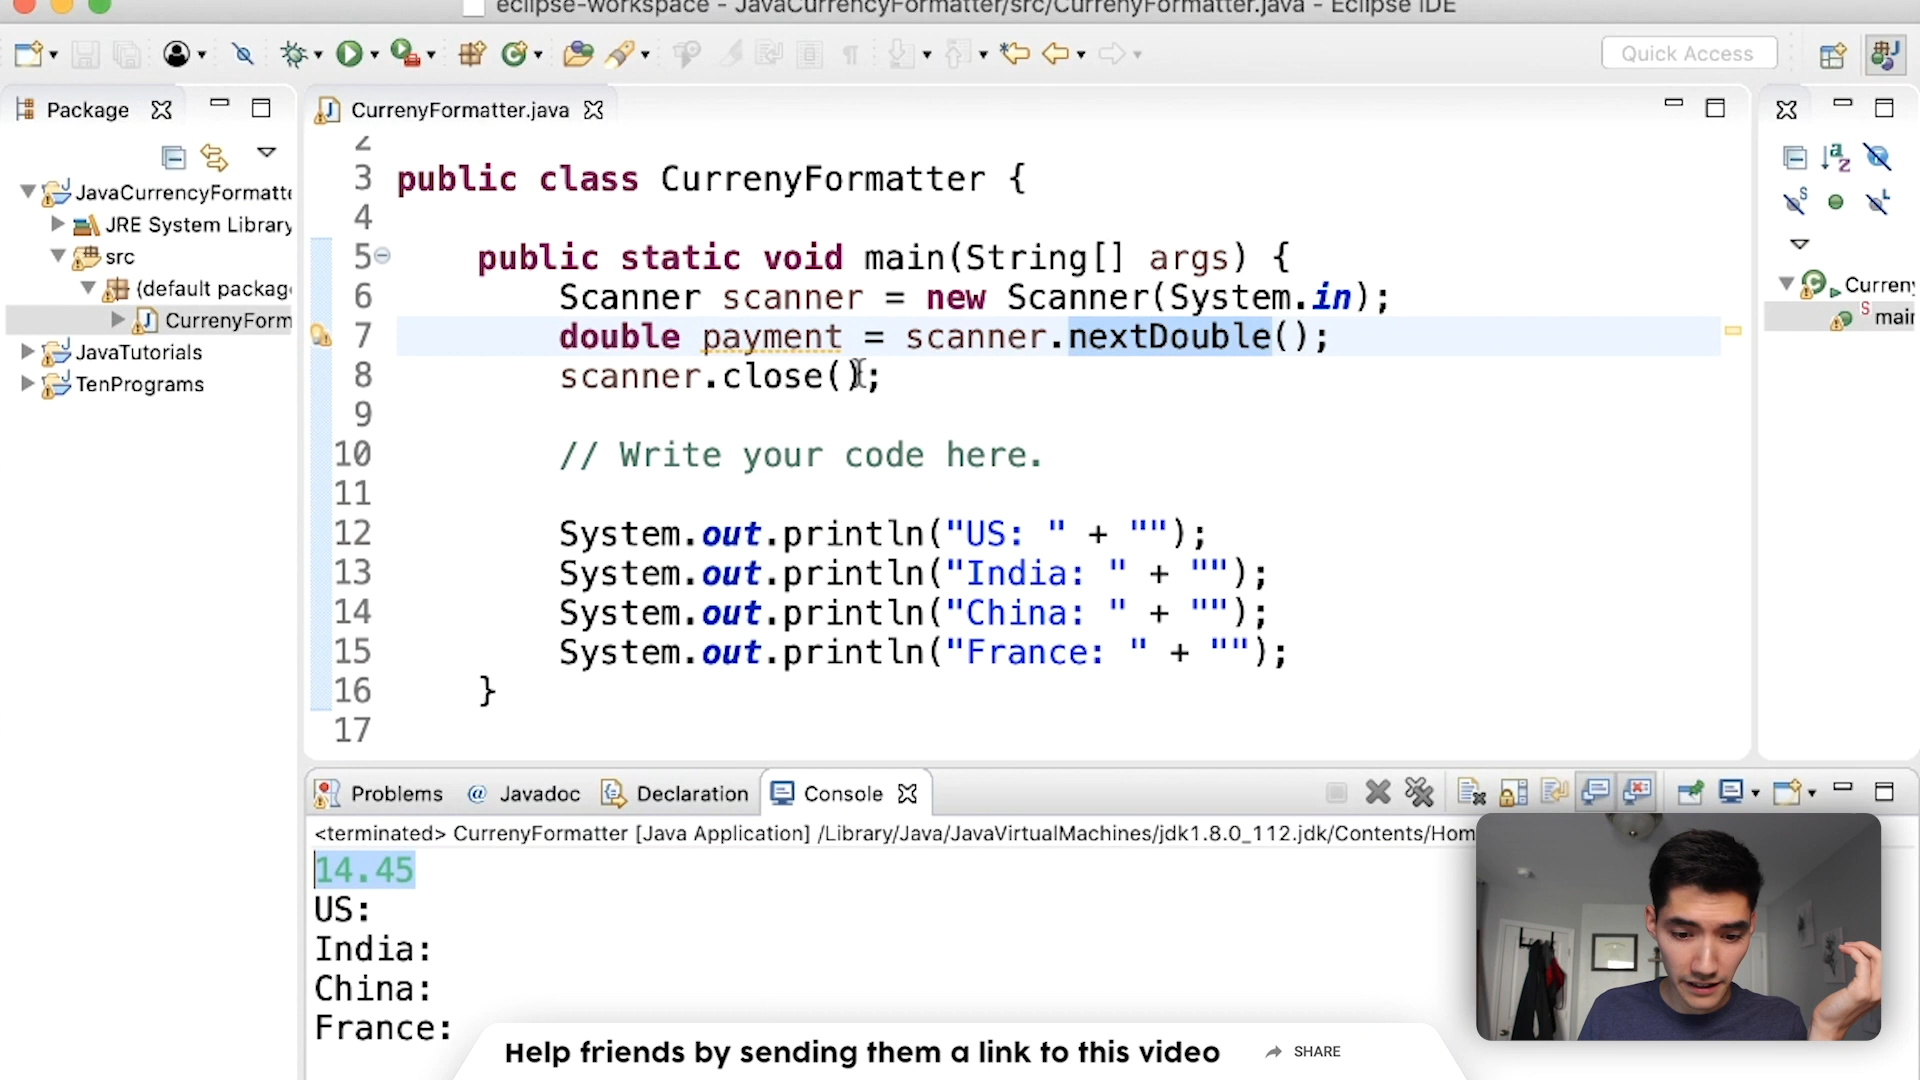 eclipse-workspace - JavaCurrencyFormatter/src/CurrenyFormatter.java - Eclipse IDE
Quick Access
Package
CurrenyFormatter.java
JavaCurrencyFormatte
JRE System Library
src
(default packag
CurrenyForm
JavaTutorials
TenPrograms
2
3 public class CurrenyFormatter {
4
5 public static void main(String[] args) {
6 Scanner scanner = new Scanner(System.in);
7 double payment = scanner.nextDouble();
8 scanner.close();
9
10 // Write your code here.
11
12 System.out.println("US: " + "");
13 System.out.println("India: " + "");
14 System.out.println("China: " + "");
15 System.out.println("France: " + "");
16 }
17
Curreny
main
Problems @ Javadoc Declaration Console
<terminated> CurrenyFormatter [Java Application] /Library/Java/JavaVirtualMachines/jdk1.8.0_112.jdk/Contents/Hom
14.45
US:
India:
China:
France:
Help friends by sending them a link to this video
SHARE